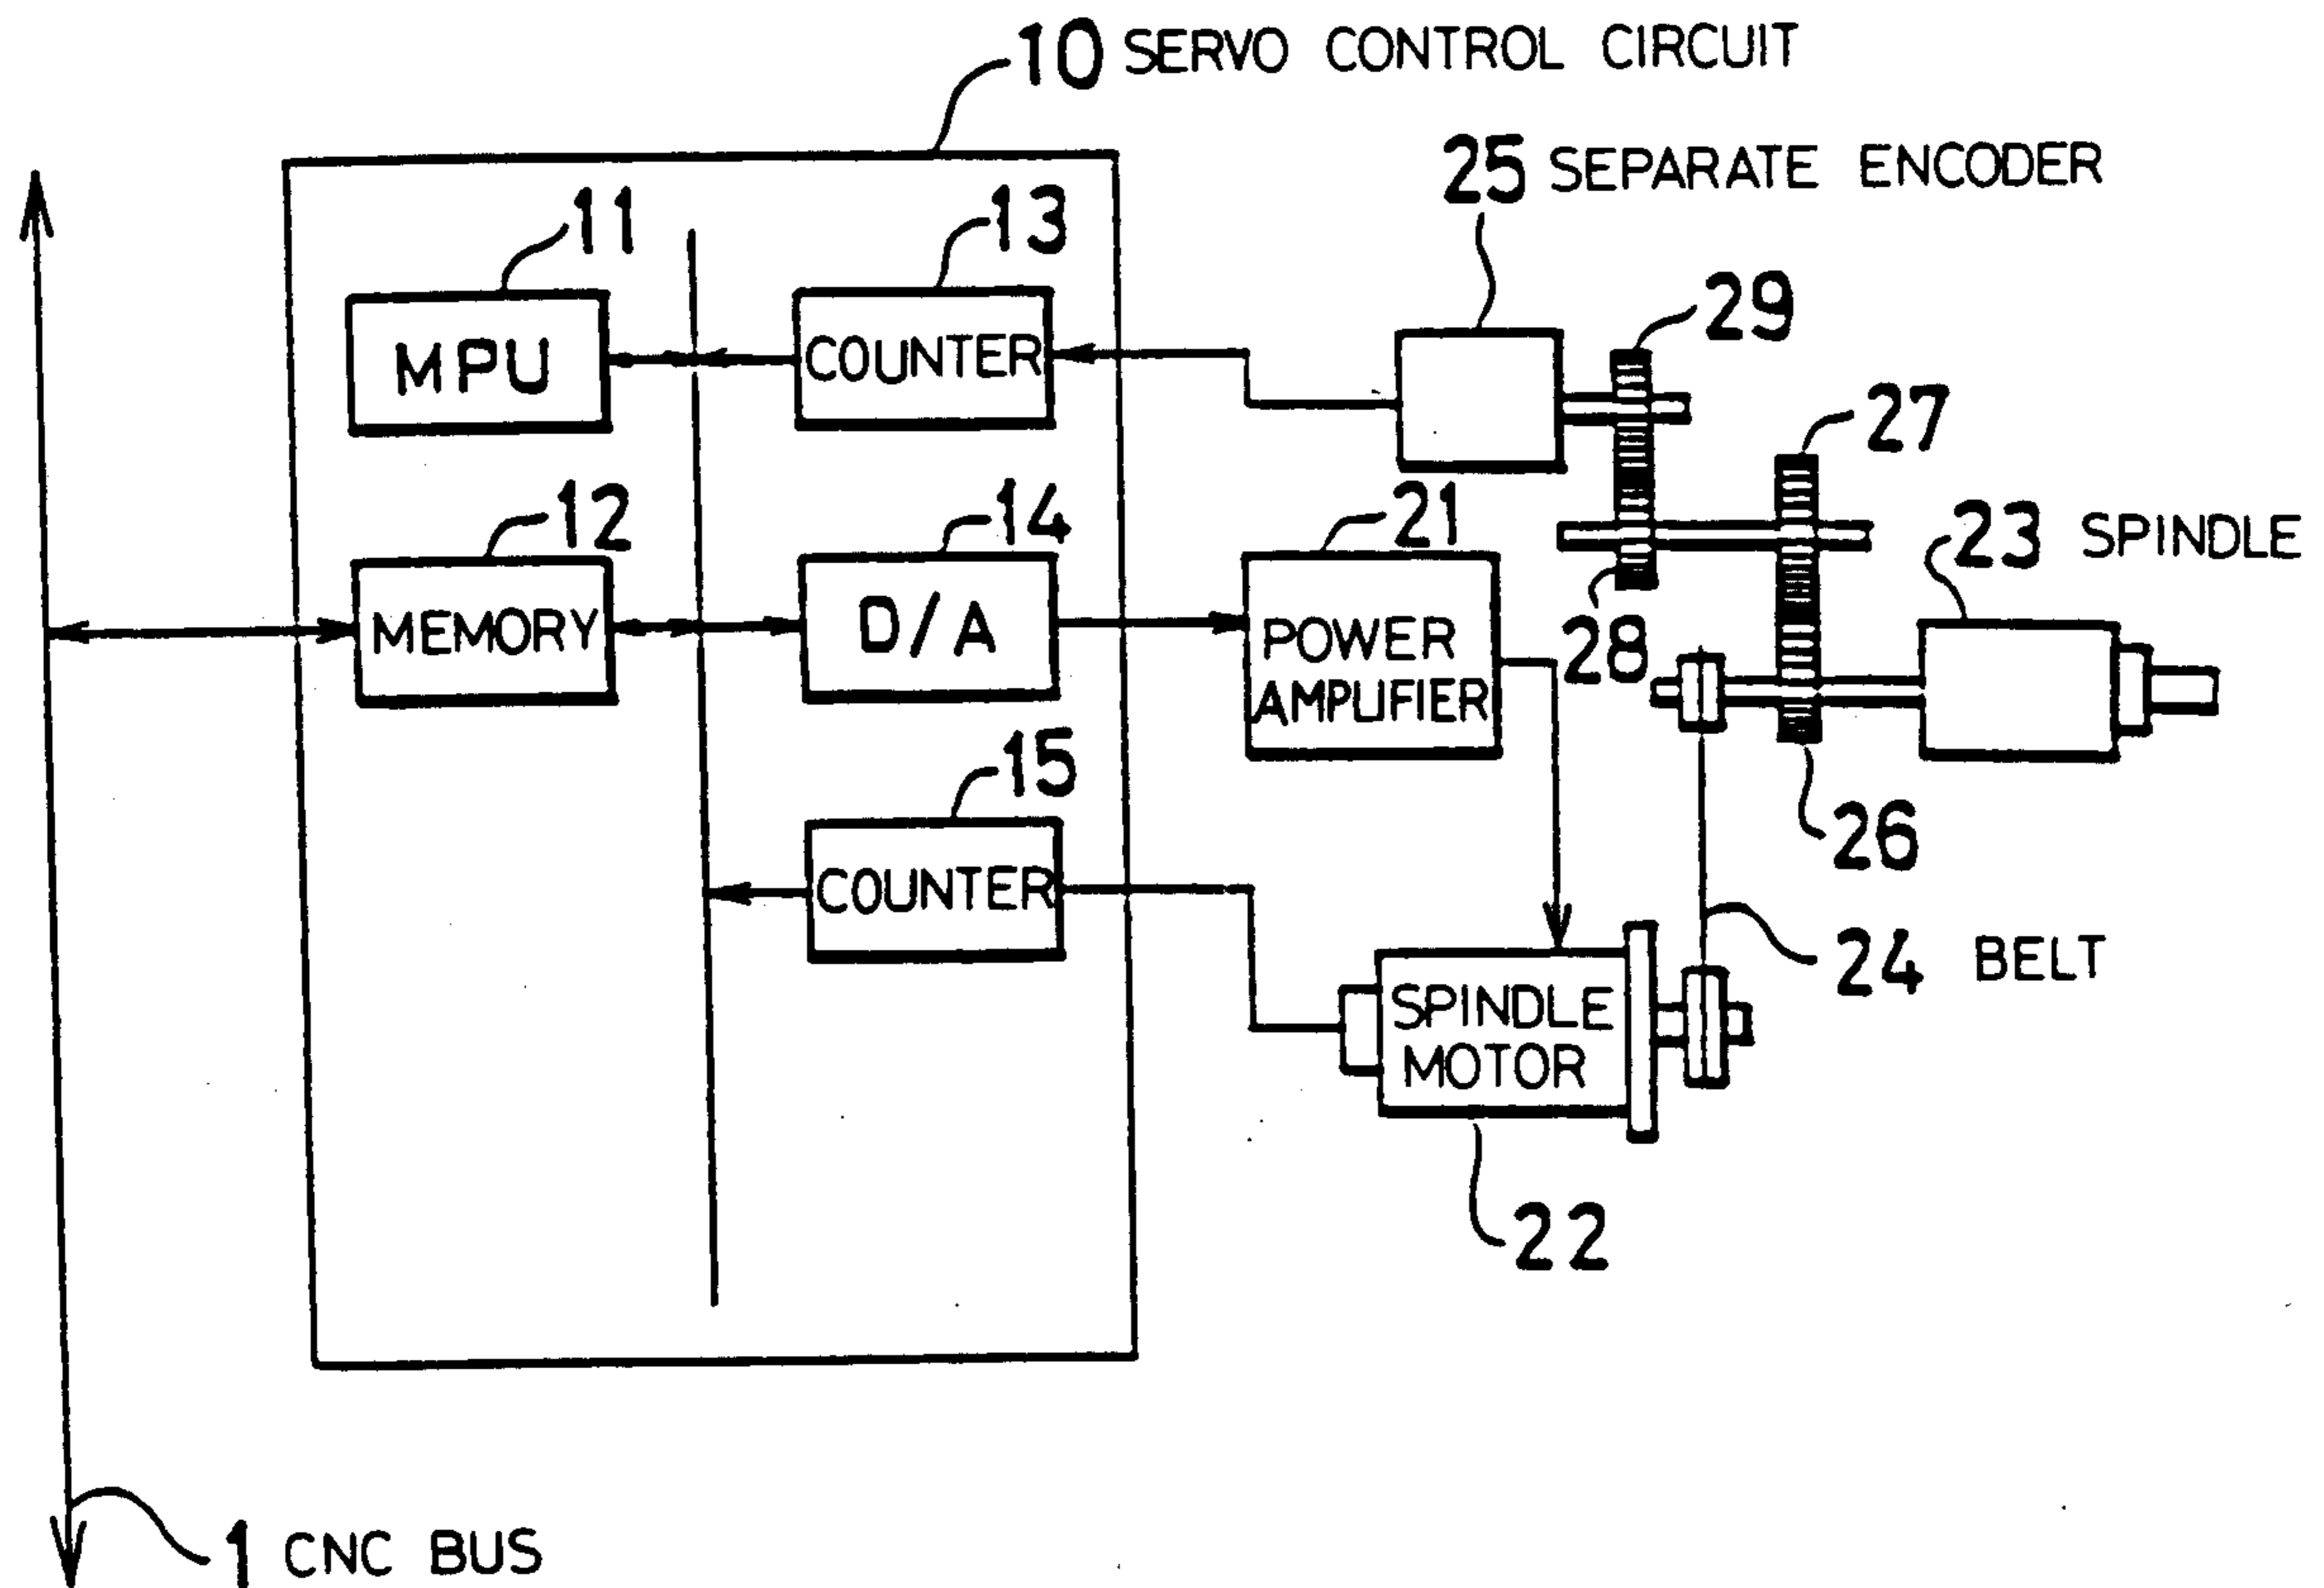 10 SERVO CONTROL CIRCUIT
25 SEPARATE ENCODER
11
13
29
MPU
COUNTER
27
12
14
21
23 SPINDLE
MEMORY
D/A
POWER
AMPLIFIER
28
15
26
COUNTER
24 BELT
SPINDLE
MOTOR
22
1 CNC BUS